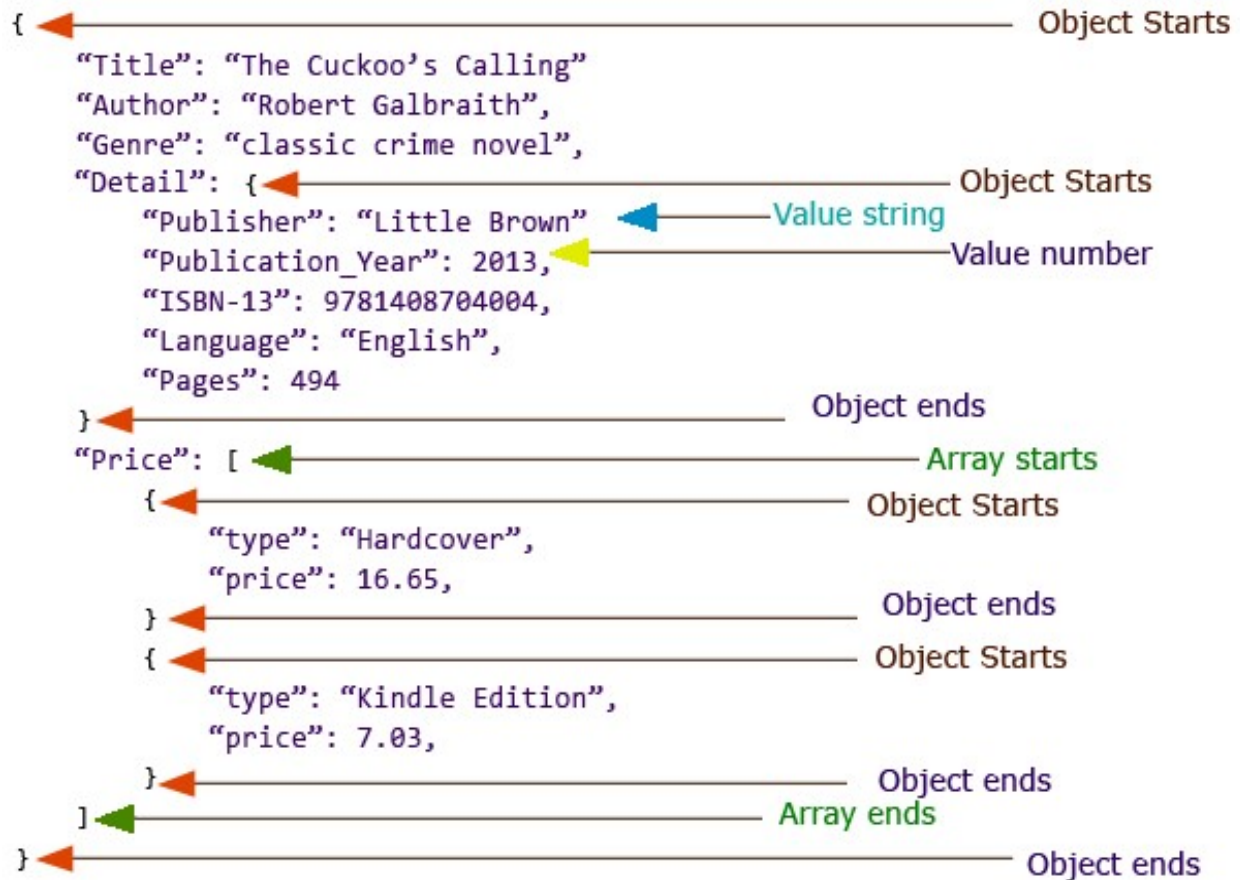 { Object Starts
“Title”: “The Cuckoo’s Calling”
“Author”: “Robert Galbraith”,
“Genre”: “classic crime novel”,
“Detail”: { Object Starts
“Publisher”: “Little Brown” Value string
“Publication_Year”: 2013, Value number
“ISBN-13”: 9781408704004,
“Language”: “English”,
“Pages”: 494
} Object ends
“Price”: [ Array starts
{ Object Starts
“type”: “Hardcover”,
“price”: 16.65,
} Object ends
{ Object Starts
“type”: “Kindle Edition”,
“price”: 7.03,
} Object ends
] Array ends
} Object ends